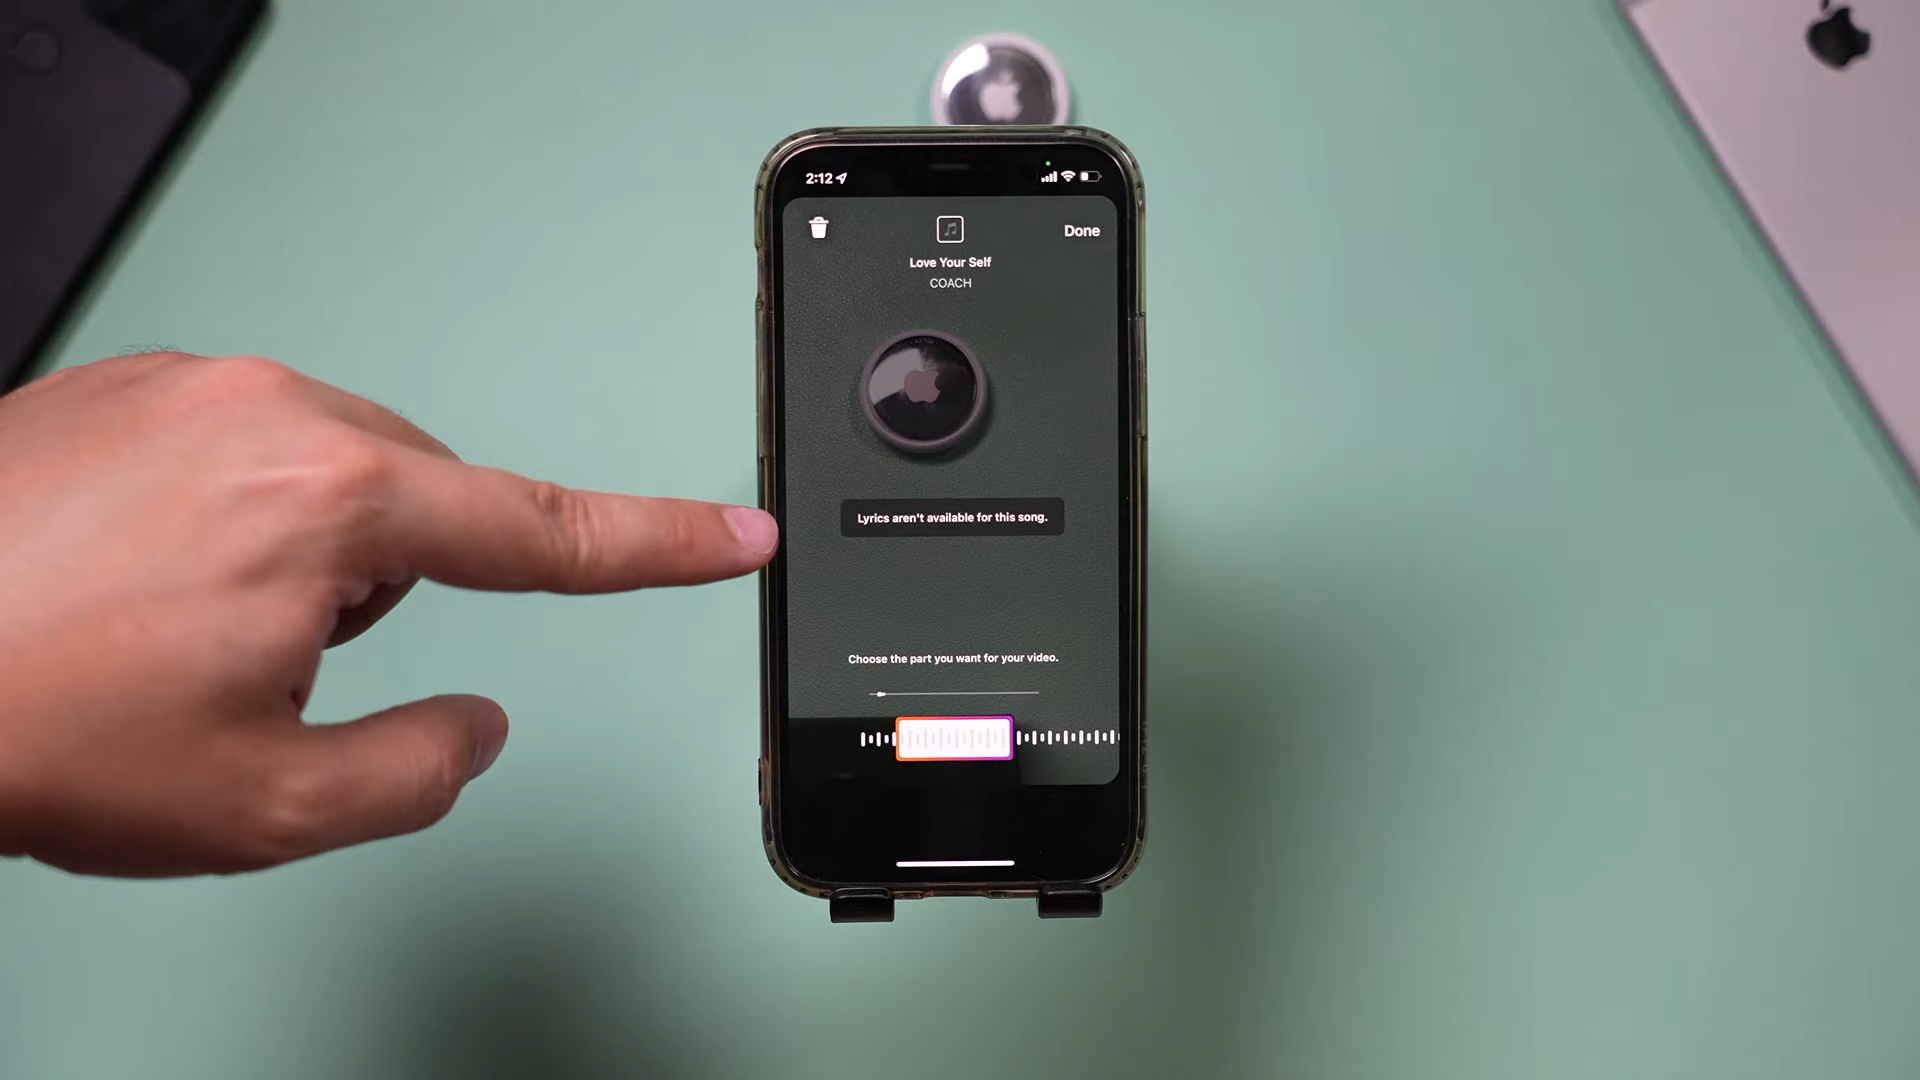 2:12
Done
Love Your Self
COACH
Lyrics aren't available for this song.
Choose the part you want for your video.